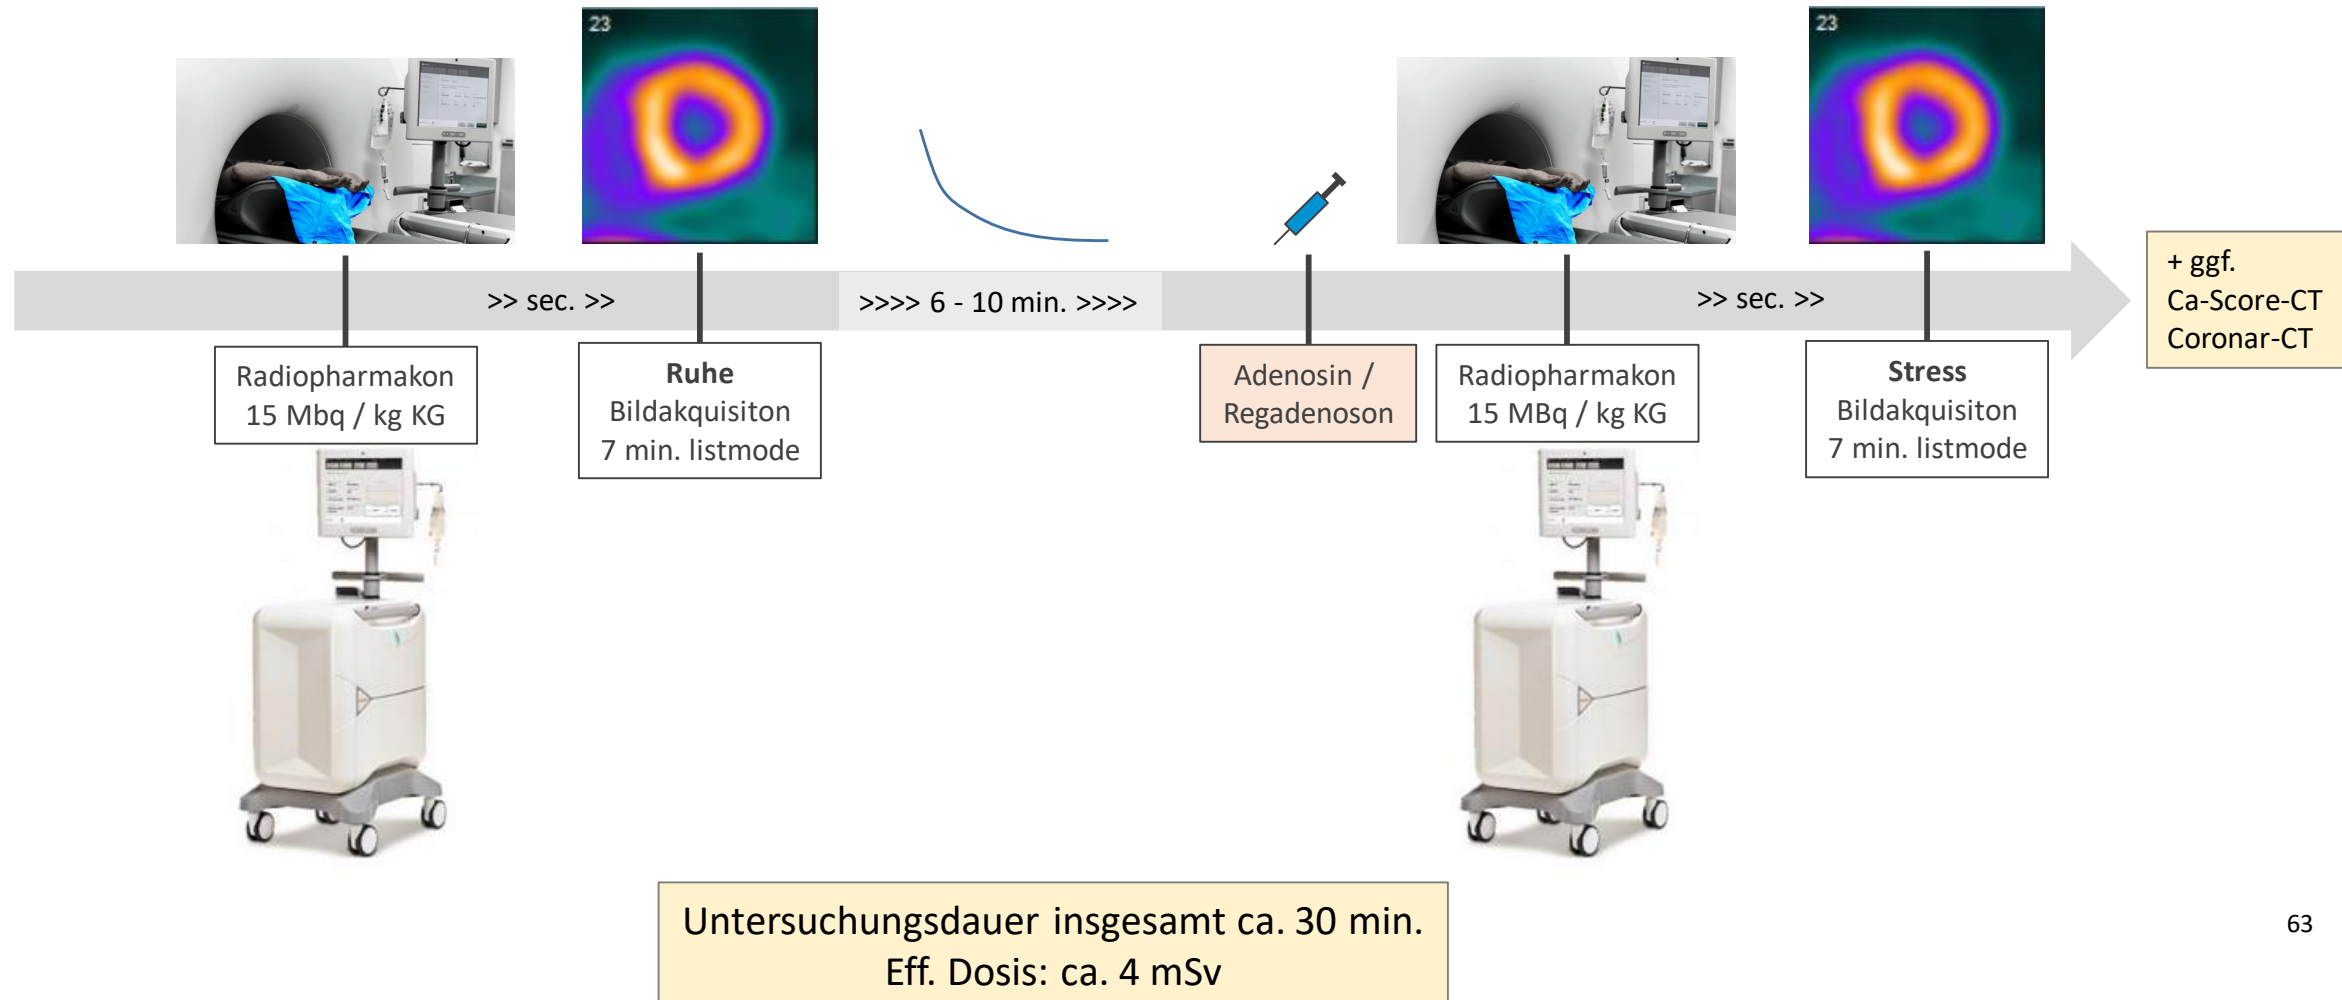 23
23
>> sec. >>
>>>> 6 - 10 min. >>>>
>> sec. >>
+ ggf.
Ca-Score-CT
Coronar-CT
Radiopharmakon
15 Mbq / kg KG
Ruhe
Bildakquisiton
7 min. listmode
Adenosin /
Regadenoson
Radiopharmakon
15 MBq / kg KG
Stress
Bildakquisiton
7 min. listmode
Untersuchungsdauer insgesamt ca. 30 min.
Eff. Dosis: ca. 4 mSv
63